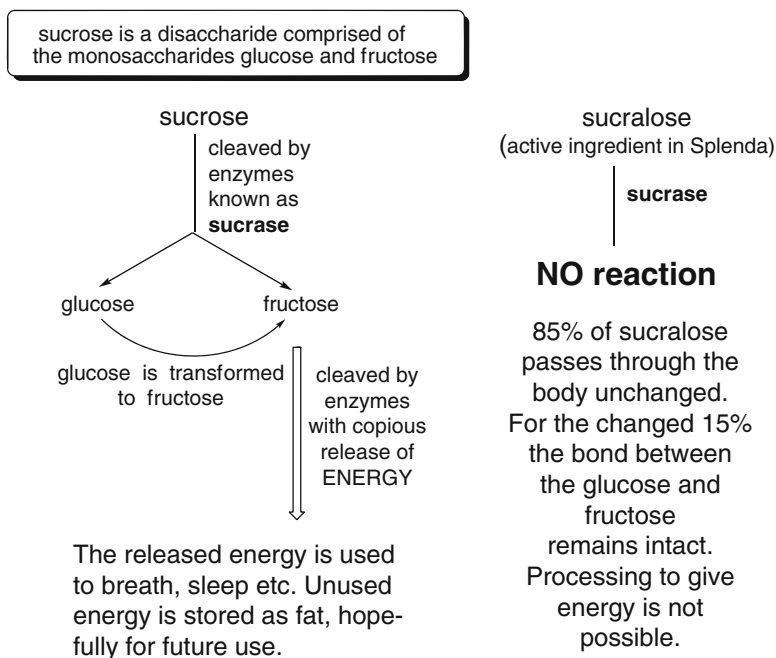 sucrose is a disaccharide comprised of
the monosaccharides glucose and fructose
sucrose
cleaved by
enzymes
known as
sucrase
glucose
fructose
glucose is transformed
to fructose
cleaved by
enzymes
with copious
release of
ENERGY
The released energy is used
to breath, sleep etc. Unused
energy is stored as fat, hope-
fully for future use.
sucralose
(active ingredient in Splenda)
sucrase
NO reaction
85% of sucralose
passes through the
body unchanged.
For the changed 15%
the bond between
the glucose and
fructose
remains intact.
Processing to give
energy is not
possible.